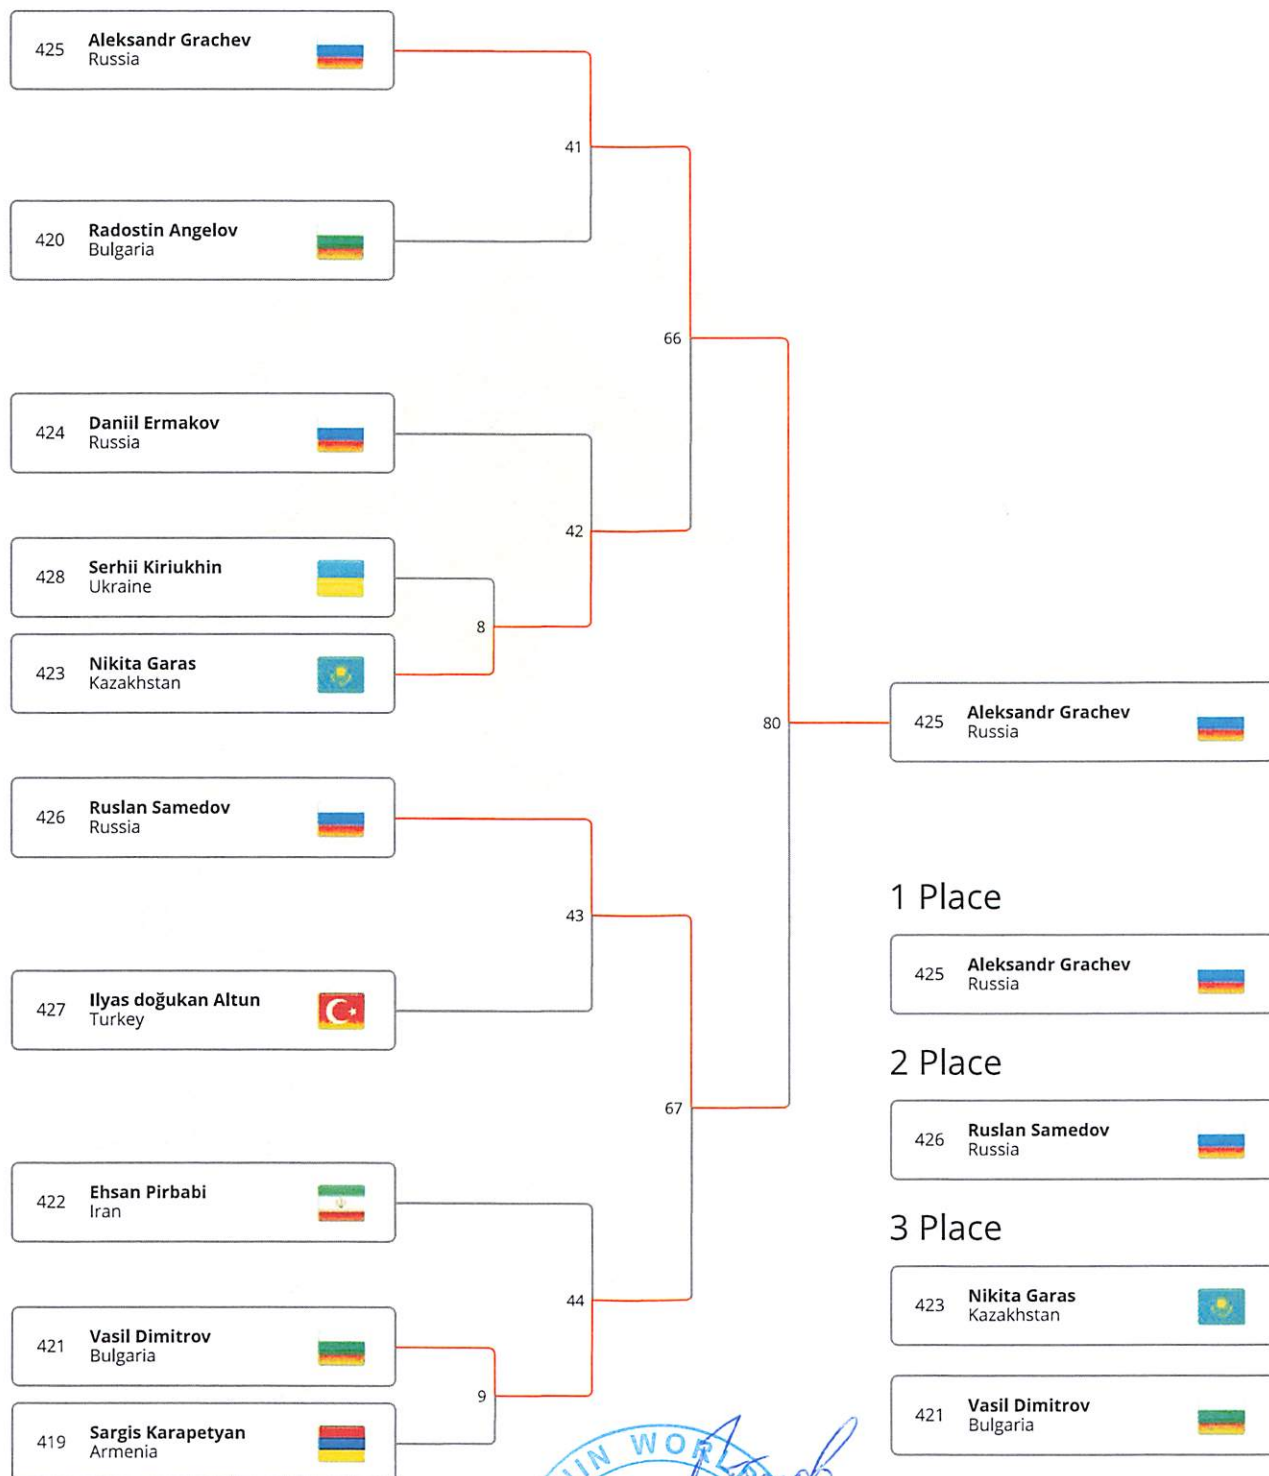 425 Aleksandr Grachev
Russia
41
420 Radostin Angelov
Bulgaria
66
424 Daniil Ermakov
Russia
42
428 Serhii Kiriukhin
Ukraine
8
423 Nikita Garas
Kazakhstan
80
425 Aleksandr Grachev
Russia
426 Ruslan Samedov
Russia
43
427 Ilyas doğukan Altun
Turkey
67
422 Ehsan Pirbabi
Iran
44
421 Vasil Dimitrov
Bulgaria
9
419 Sargis Karapetyan
Armenia
1 Place
425 Aleksandr Grachev
Russia
2 Place
426 Ruslan Samedov
Russia
3 Place
423 Nikita Garas
Kazakhstan
421 Vasil Dimitrov
Bulgaria